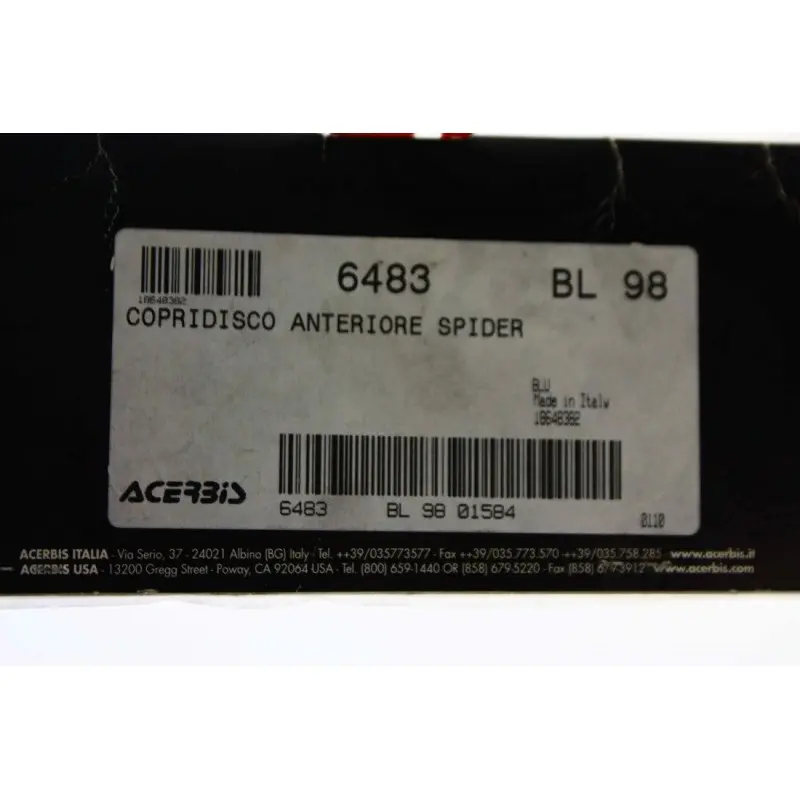 6483 BL 98
18648382
COPRIDISCO ANTERIORE SPIDER
BLU
Made in Italy
18648382
ACERBIS
6483 BL 98 01584
0110
ACERBIS ITALIA - Via Serio, 37 - 24021 Albino (BG) Italy - Tel. ++39/035773577 - Fax ++39/035.773.570 -++39/035.758.285 www.acerbis.it
ACERBIS USA - 13200 Gregg Street - Poway, CA 92064 USA - Tel. (800) 659-1440 OR (858) 679.5220 - Fax (858) 679-3912 www.acerbis.com